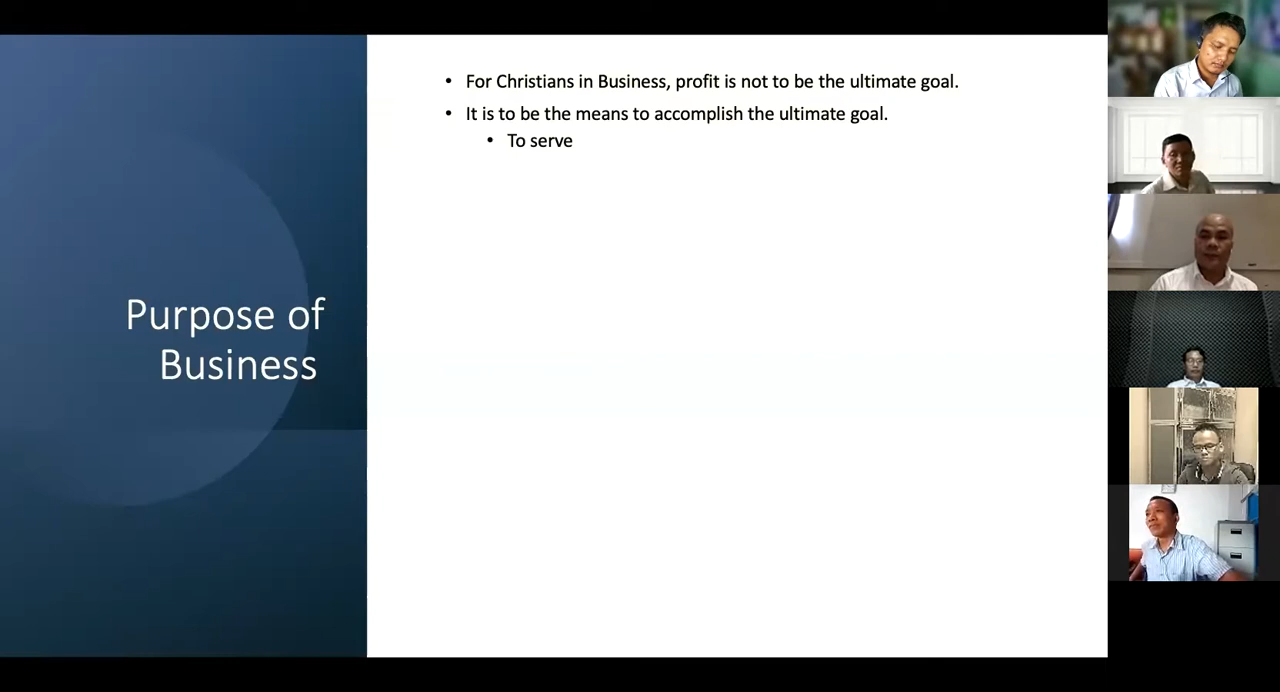 Purpose of
Business
• For Christians in Business, profit is not to be the ultimate goal.
• It is to be the means to accomplish the ultimate goal.
• To serve